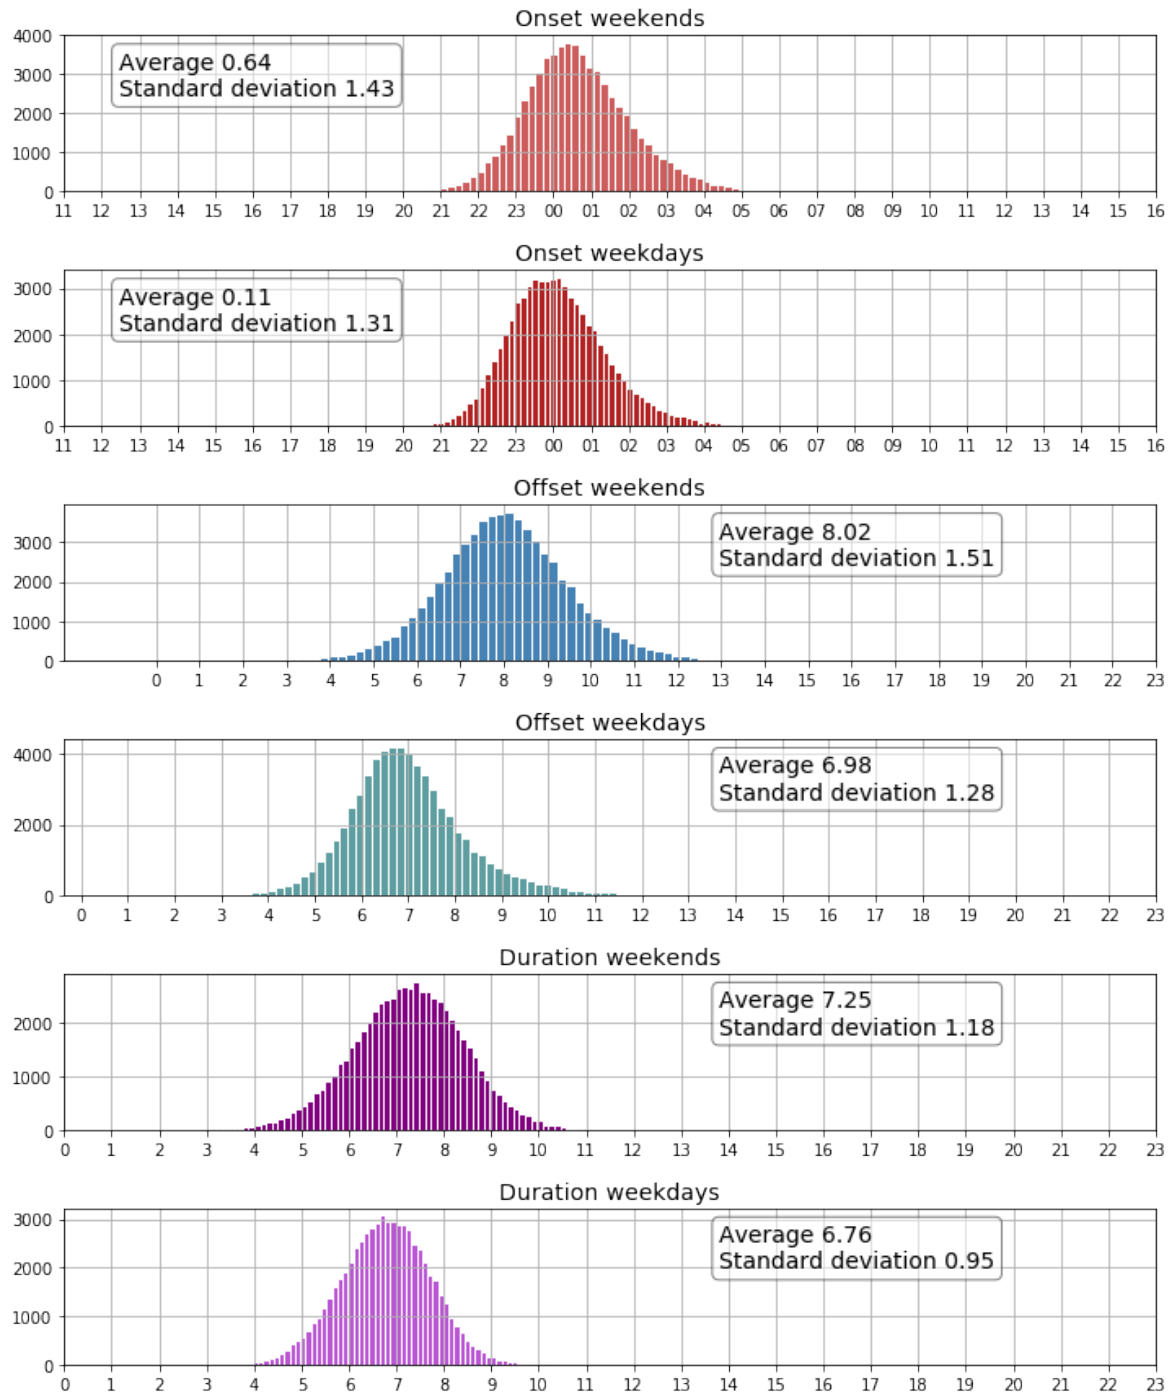 Onset weekends
4000
3000
2000
1000
0
Average 0.64
Standard deviation 1.43
11 12 13 14 15 16 17 18 19 20 21 22 23 00 01 02 03 04 05 06 07 08 09 10 11 12 13 14 15 16
Onset weekdays
3000
2000
1000
0
Average 0.11
Standard deviation 1.31
11 12 13 14 15 16 17 18 19 20 21 22 23 00 01 02 03 04 05 06 07 08 09 10 11 12 13 14 15 16
Offset weekends
3000
2000
1000
0
Average 8.02
Standard deviation 1.51
0 1 2 3 4 5 6 7 8 9 10 11 12 13 14 15 16 17 18 19 20 21 22 23
Offset weekdays
4000
2000
0
Average 6.98
Standard deviation 1.28
0 1 2 3 4 5 6 7 8 9 10 11 12 13 14 15 16 17 18 19 20 21 22 23
Duration weekends
2000
1000
0
Average 7.25
Standard deviation 1.18
0 1 2 3 4 5 6 7 8 9 10 11 12 13 14 15 16 17 18 19 20 21 22 23
Duration weekdays
3000
2000
1000
0
Average 6.76
Standard deviation 0.95
0 1 2 3 4 5 6 7 8 9 10 11 12 13 14 15 16 17 18 19 20 21 22 23